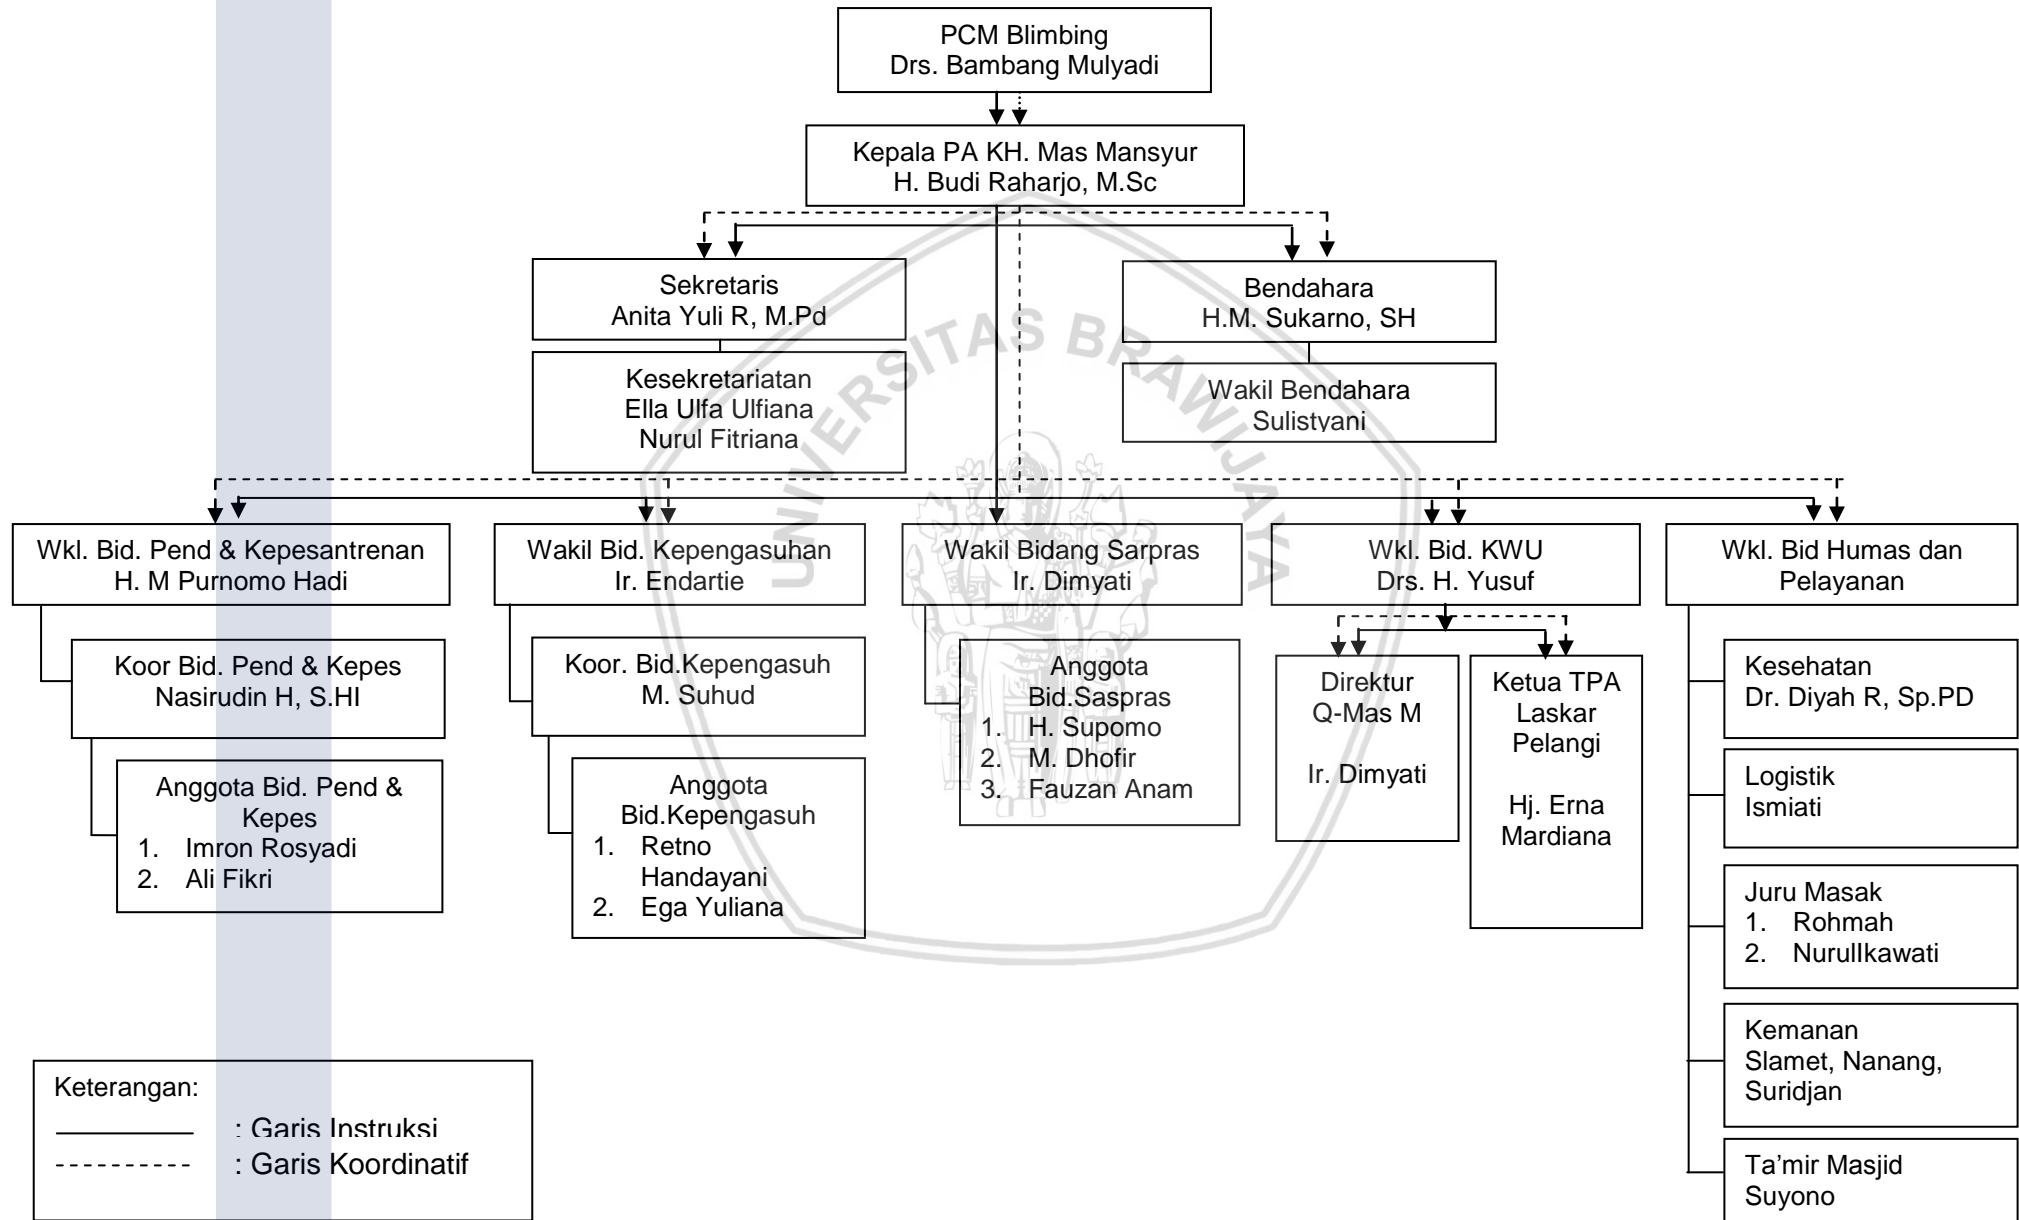 PCM Blimbing
Drs. Bambang Mulyadi
Kepala PA KH. Mas Mansyur
H. Budi Raharjo, M.Sc
Sekretaris
Anita Yuli R, M.Pd
Bendahara
H.M. Sukarno, SH
Kesekretariatan
Ella Ulfa Ulfiana
Nurul Fitriana
Wakil Bendahara
Sulistyani
UNIVERSITAS BRAWIJAYA
Wkl. Bid. Pend & Kepesantrenan
H. M Purnomo Hadi
Wakil Bid. Kepengasuhan
Ir. Endartie
Wakil Bidang Sarpras
Ir. Dimyati
Wkl. Bid. KWU
Drs. H. Yusuf
Wkl. Bid Humas dan
Pelayanan
Koor Bid. Pend & Kepes
Nasirudin H, S.HI
Anggota Bid. Pend &
Kepes
1. Imron Rosyadi
2. Ali Fikri
Koor. Bid.Kepengasuh
M. Suhud
Anggota
Bid.Kepengasuh
1. Retno
Handayani
2. Ega Yuliana
Anggota
Bid.Saspras
1. H. Supomo
2. M. Dhofir
3. Fauzan Anam
Direktur
Q-Mas M
Ir. Dimyati
Ketua TPA
Laskar
Pelangi
Hj. Erna
Mardiana
Kesehatan
Dr. Diyah R, Sp.PD
Logistik
Ismiati
Juru Masak
1. Rohmah
2. NurulIkawati
Kemanan
Slamet, Nanang,
Suridjan
Ta'mir Masjid
Suyono
Keterangan:
: Garis Instruksi
: Garis Koordinatif